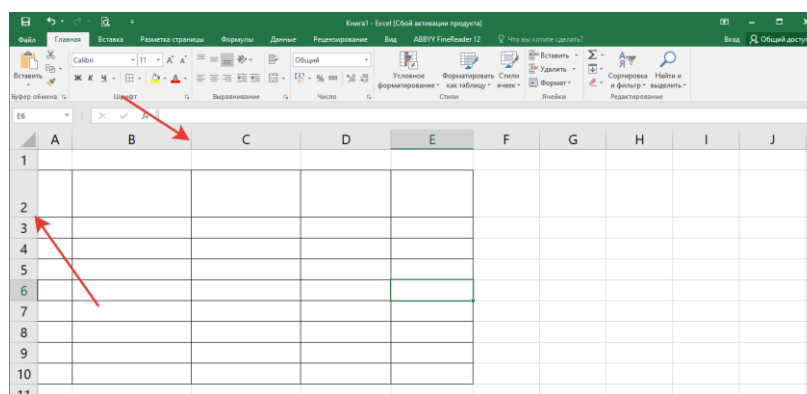 Книга1 - Excel (Сбой активации продукта)
Файл Главная Вставка Разметка страницы Формулы Данные Рецензирование Вид ABBYY FineReader 12 Что вы хотите сделать? Вход Общий доступ
Calibri 11 Общий Вставить
Вставить Удалить
Ж К Ч % 000 Условное форматирование Форматировать как таблицу Стили ячеек Формат Сортировка и фильтр Найти и выделить
Буфер обмена Шрифт Выравнивание Число Стили Ячейки Редактирование
E6 fx
A B C D E F G H I J
1
2
3
4
5
6
7
8
9
10
11